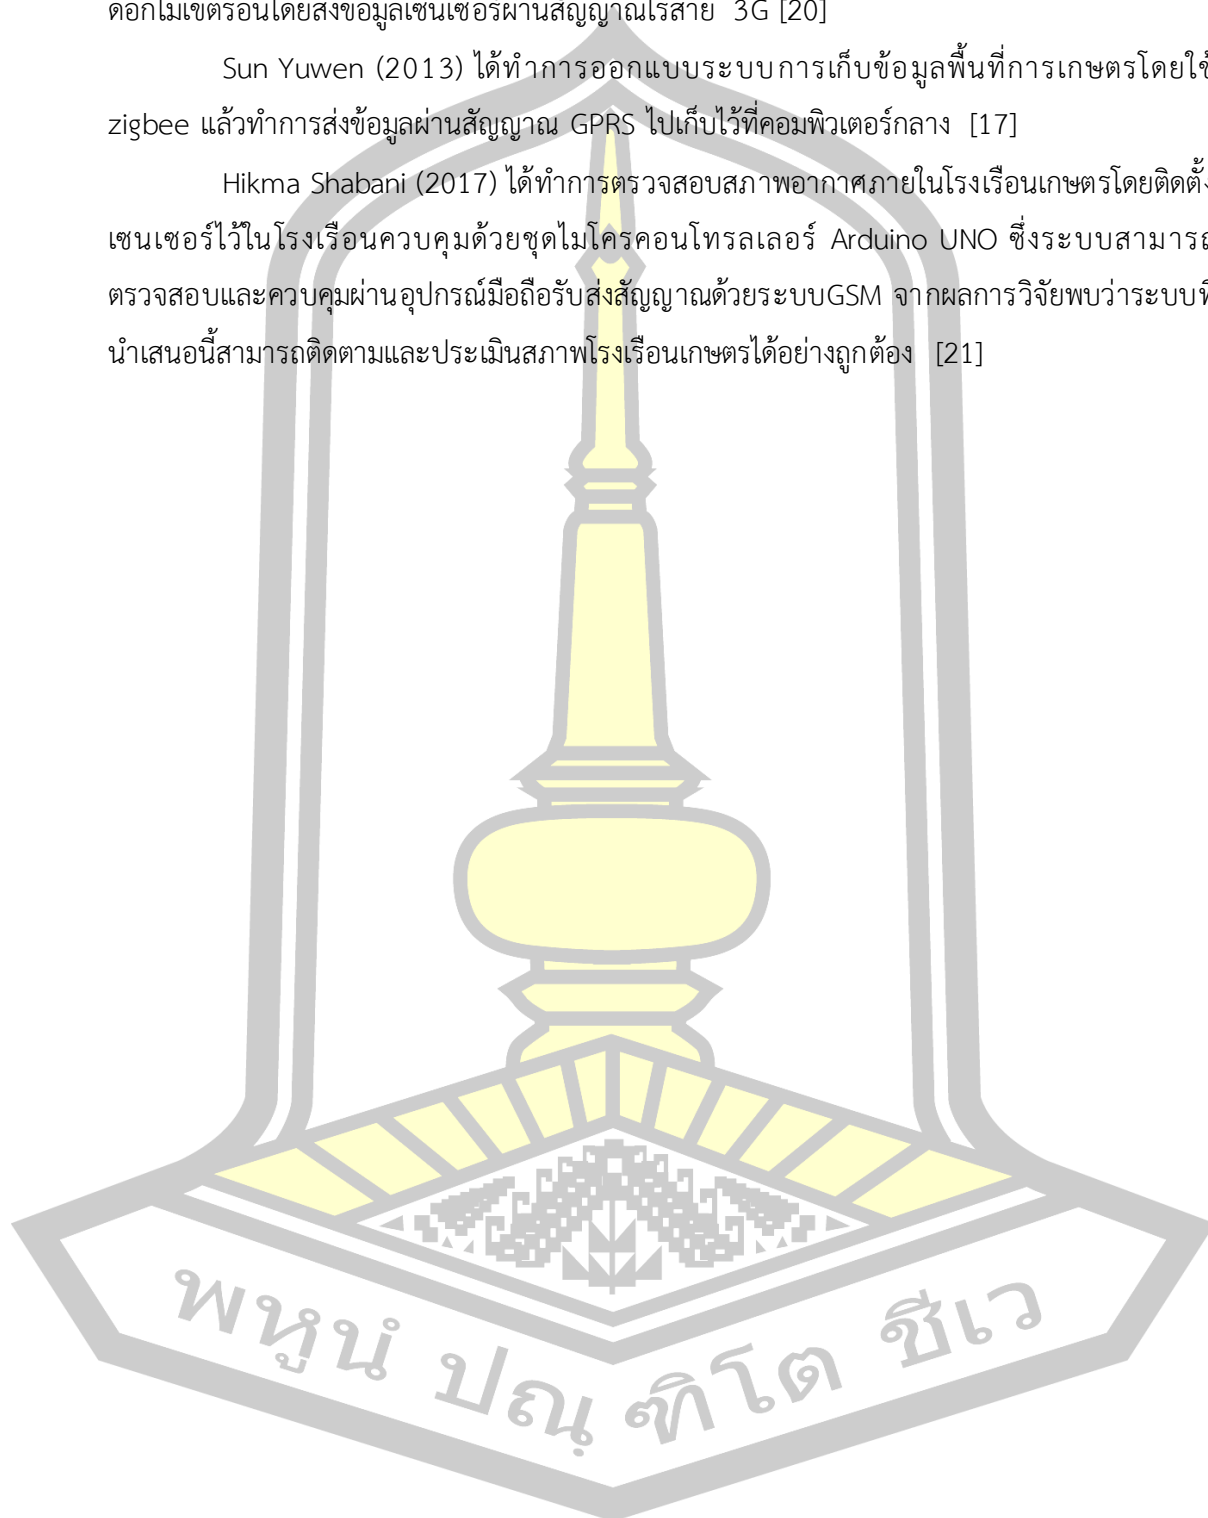 ดอกไม้เขตร้อนโดยส่งข้อมูลเซนเซอร์ผ่านสัญญาณไร้สาย 3G [20]
Sun Yuwen (2013) ได้ทำการออกแบบระบบการเก็บข้อมูลพื้นที่การเกษตรโดยใช้
zigbee แล้วทำการส่งข้อมูลผ่านสัญญาณ GPRS ไปเก็บไว้ที่คอมพิวเตอร์กลาง [17]
Hikma Shabani (2017) ได้ทำการตรวจสอบสภาพอากาศภายในโรงเรือนเกษตรโดยติดตั้ง
เซนเซอร์ไว้ในโรงเรือนควบคุมด้วยชุดไมโครคอนโทรลเลอร์ Arduino UNO ซึ่งระบบสามารถ
ตรวจสอบและควบคุมผ่านอุปกรณ์มือถือรับส่งสัญญาณด้วยระบบGSM จากผลการวิจัยพบว่าระบบที่
นำเสนอนี้สามารถติดตามและประเมินสภาพโรงเรือนเกษตรได้อย่างถูกต้อง [21]
พหูนํ ปณฺฑิโต ชีเว